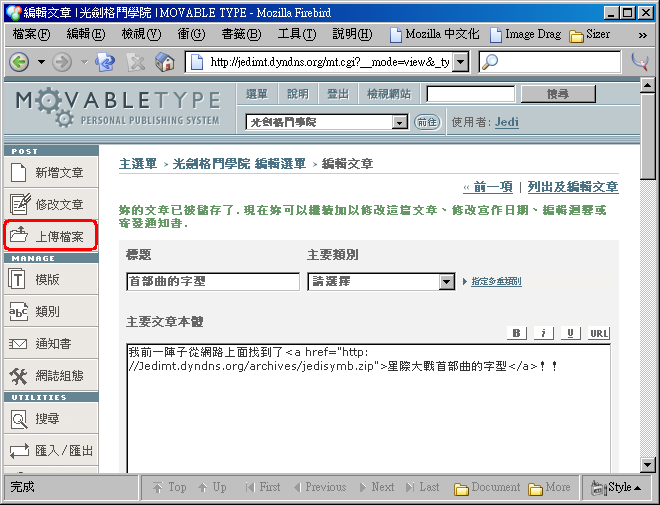 編輯文章 | 光劍格鬥學院 | MOVABLE TYPE - Mozilla Firebird
檔案(F) 編輯(E) 檢視(V) 衝(G) 書籤(B) 工具(T) 說明(H) Mozilla 中文化 Image Drag Sizer »
http://jedimt.dyndns.org/mt.cgi?__mode=view&_ty
MOVABLETYPE
PERSONAL PUBLISHING SYSTEM
選單 說明 登出 檢視網站 搜尋
光劍格鬥學院 前往 使用者: Jedi
POST
新增文章
修改文章
上傳檔案
MANAGE
模版
類別
通知書
網誌組態
UTILITIES
搜尋
匯入/匯出
主選單 > 光劍格鬥學院 編輯選單 > 編輯文章
« 前一項 | 列出及編輯文章
妳的文章已被儲存了. 現在妳可以繼續加以修改這篇文章、修改寫作日期、編輯迴響或
寄發通知書.
標題 主要類別
首部曲的字型 請選擇 指定多重類別
主要文章本體
B i U URL
我前一陣子從網路上面找到了<a href="http:
//Jedimt.dyndns.org/archives/jedisymb.zip">星際大戰首部曲的字型</a>！！
完成 Top Up First Previous Next Last Document More Style